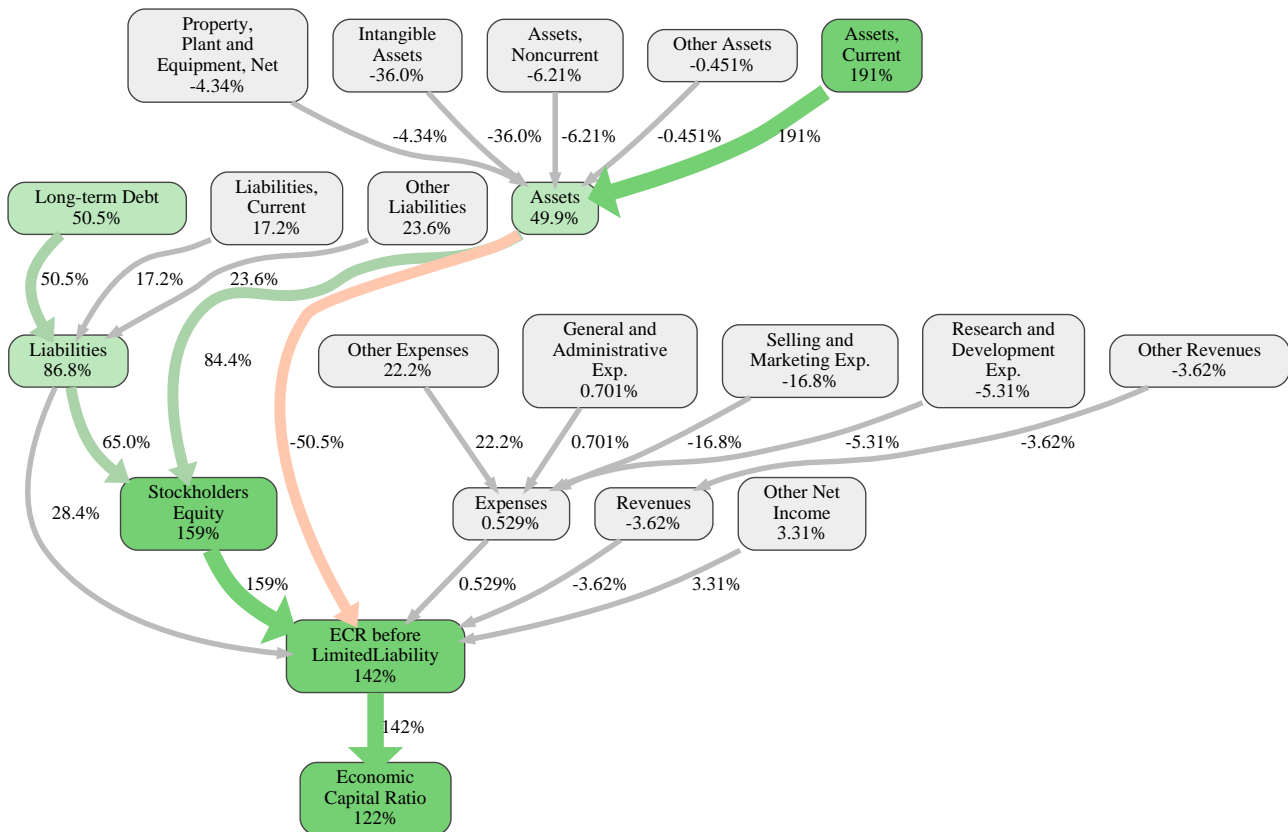 Property,
Plant and
Equipment, Net
-4.34%
Intangible
Assets
-36.0%
Assets,
Noncurrent
-6.21%
Other Assets
-0.451%
Assets,
Current
191%
-4.34%
-36.0%
-6.21%
-0.451%
191%
Long-term Debt
50.5%
Liabilities,
Current
17.2%
Other
Liabilities
23.6%
Assets
49.9%
50.5%
17.2%
23.6%
Liabilities
86.8%
84.4%
Other Expenses
22.2%
General and
Administrative
Exp.
0.701%
Selling and
Marketing Exp.
-16.8%
Research and
Development
Exp.
-5.31%
Other Revenues
-3.62%
65.0%
-50.5%
22.2%
0.701%
-16.8%
-5.31%
-3.62%
28.4%
Stockholders
Equity
159%
Expenses
0.529%
Revenues
-3.62%
Other Net
Income
3.31%
159%
0.529%
-3.62%
3.31%
ECR before
LimitedLiability
142%
142%
Economic
Capital Ratio
122%